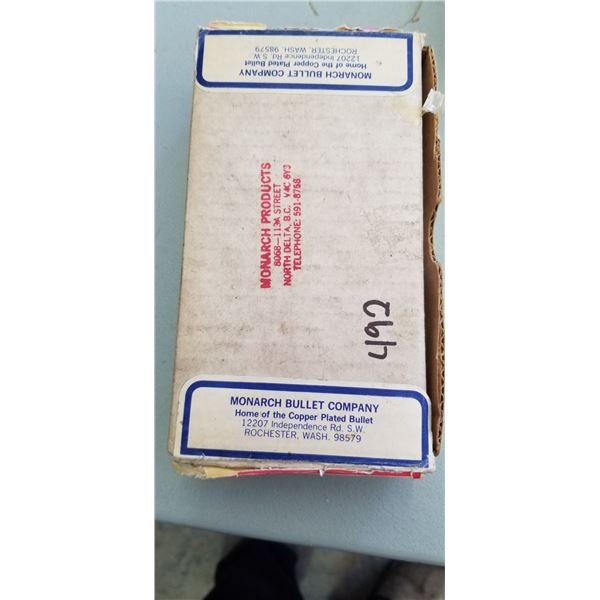 MONARCH BULLET COMPANY
Home of the Copper Plated Bullet
12207 Independence Rd. S.W.
ROCHESTER, WASH. 98579
MONARCH PRODUCTS
8068-113A STREET
NORTH DELTA, B.C. V4C 6Y3
TELEPHONE: 591-8758
492
MONARCH BULLET COMPANY
Home of the Copper Plated Bullet
12207 Independence Rd. S.W.
ROCHESTER, WASH. 98579